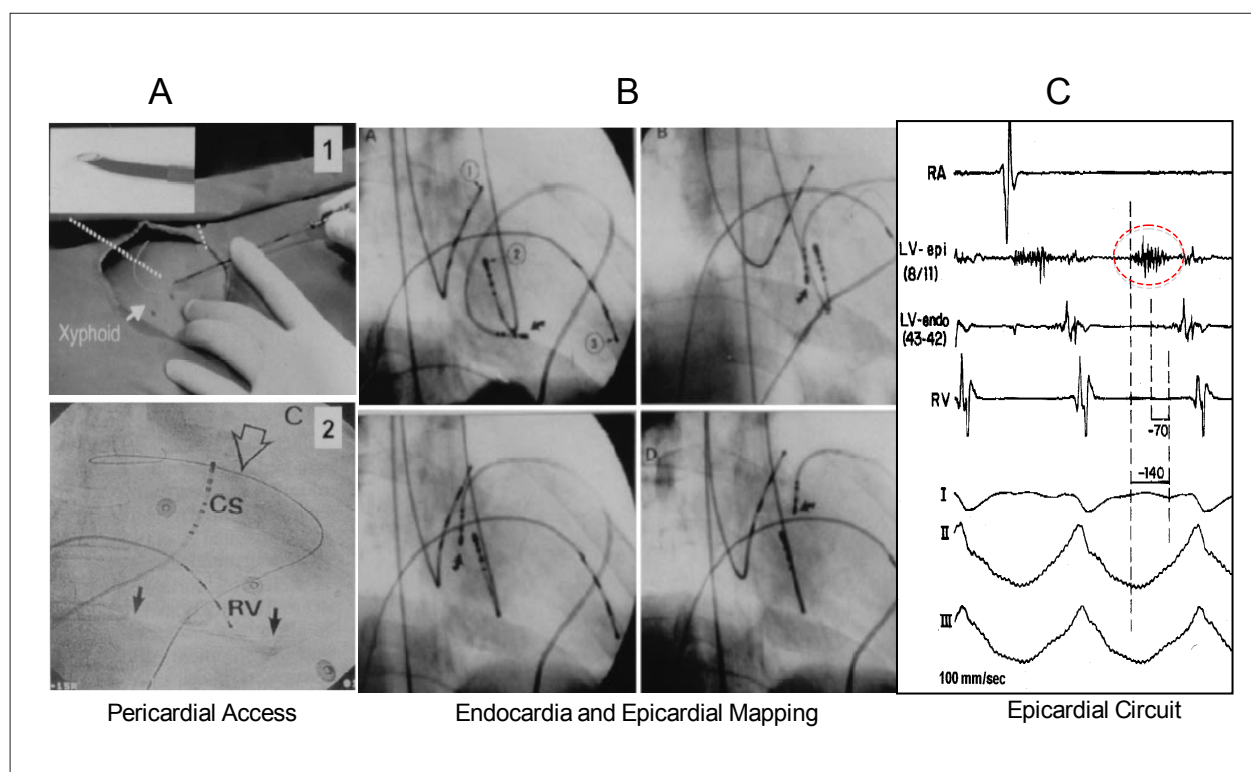 A
B
C
1
Xyphoid
C
2
CS
RV
A
1
2
3
B
D
RA
LV-epi
(8/11)
LV-endo
(43-42)
RV
-70
-140
I
II
III
100 mm/sec
Pericardial Access
Endocardia and Epicardial Mapping
Epicardial Circuit